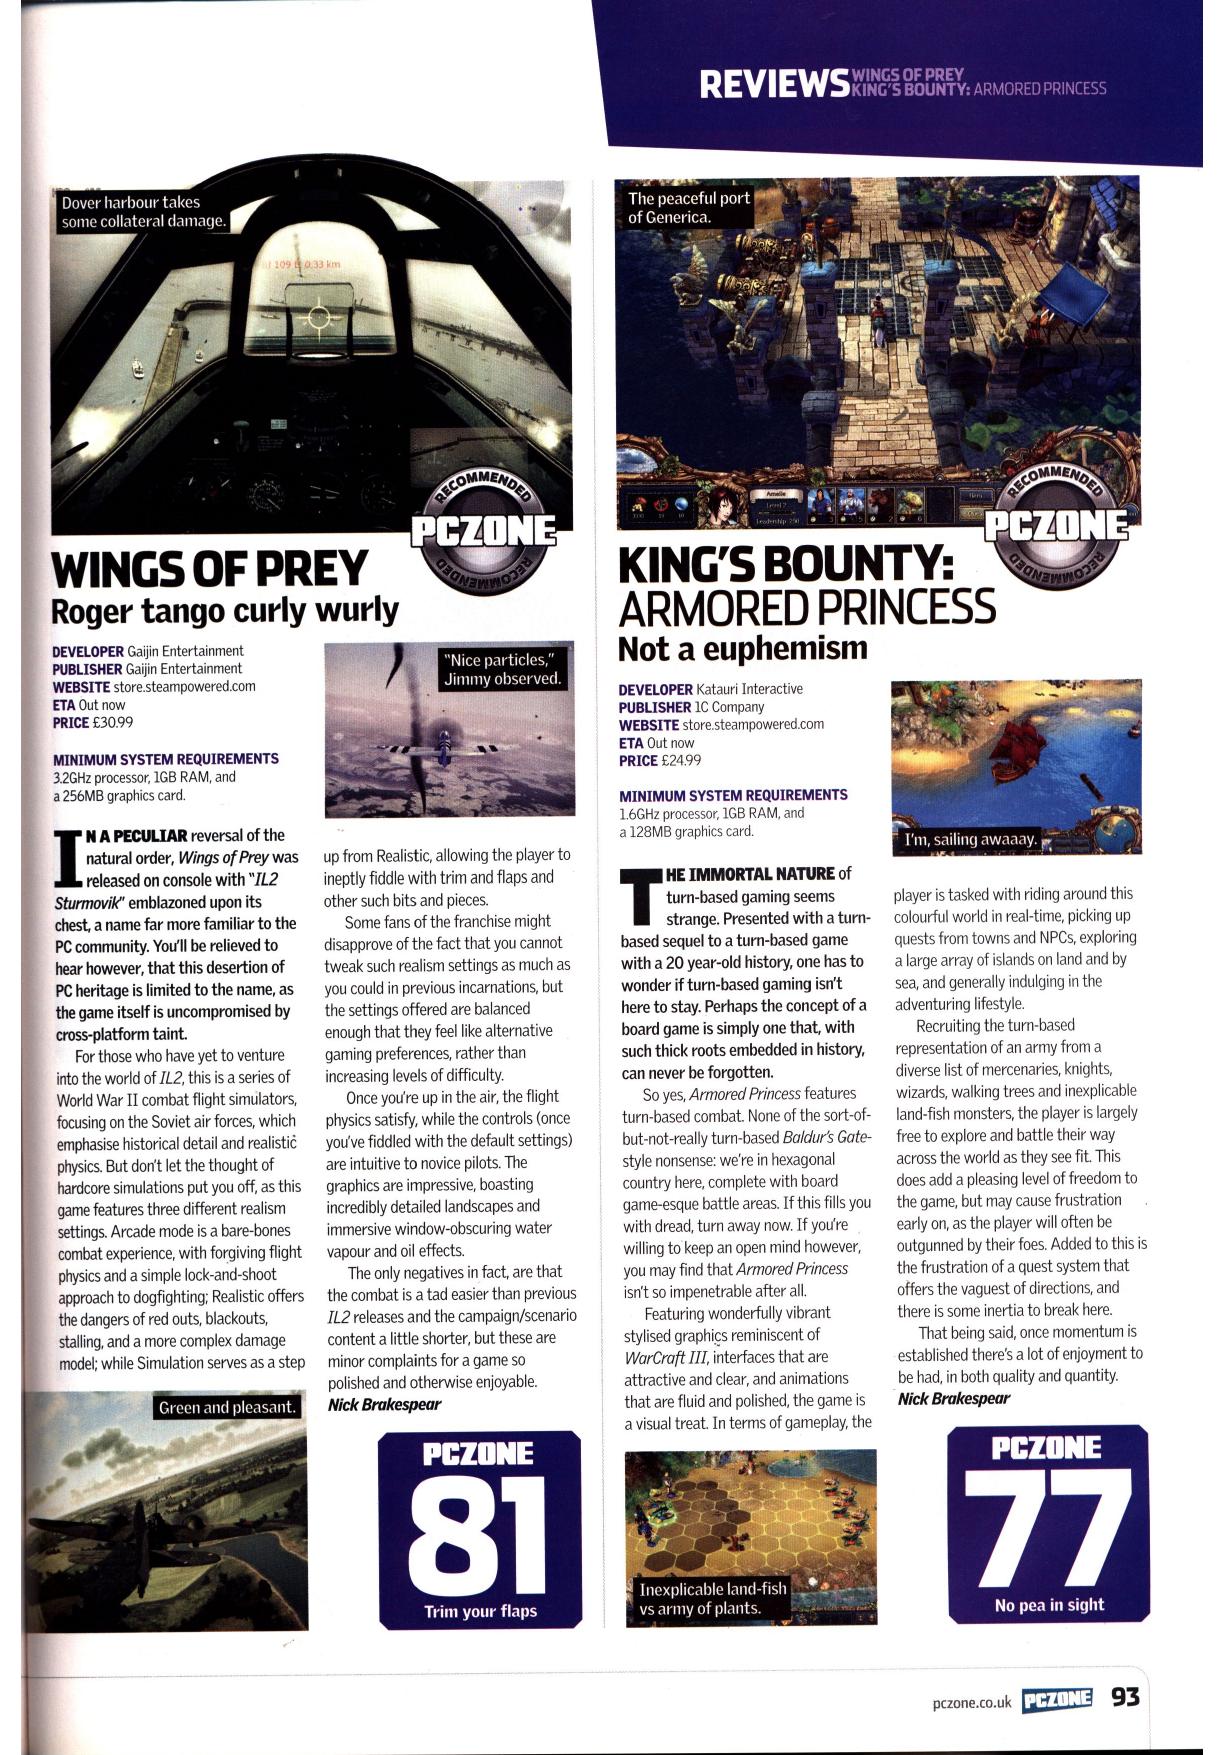 REVIEWS WINGS OF PREY
KING'S BOUNTY: ARMORED PRINCESS
Dover harbour takes
some collateral damage.
109 0.33 km
RECOMMENDED
PCZONE
RECOMMENDED
WINGS OF PREY
Roger tango curly wurly
DEVELOPER Gaijin Entertainment
PUBLISHER Gaijin Entertainment
WEBSITE store.steampowered.com
ETA Out now
PRICE £30.99
MINIMUM SYSTEM REQUIREMENTS
3.2GHz processor, 1GB RAM, and
a 256MB graphics card.
IN A PECULIAR reversal of the
natural order, Wings of Prey was
released on console with "IL2
Sturmovik" emblazoned upon its
chest, a name far more familiar to the
PC community. You'll be relieved to
hear however, that this desertion of
PC heritage is limited to the name, as
the game itself is uncompromised by
cross-platform taint.
For those who have yet to venture
into the world of IL2, this is a series of
World War II combat flight simulators,
focusing on the Soviet air forces, which
emphasise historical detail and realistic
physics. But don't let the thought of
hardcore simulations put you off, as this
game features three different realism
settings. Arcade mode is a bare-bones
combat experience, with forgiving flight
physics and a simple lock-and-shoot
approach to dogfighting; Realistic offers
the dangers of red outs, blackouts,
stalling, and a more complex damage
model; while Simulation serves as a step
Green and pleasant.
"Nice particles,"
Jimmy observed.
up from Realistic, allowing the player to
ineptly fiddle with trim and flaps and
other such bits and pieces.
Some fans of the franchise might
disapprove of the fact that you cannot
tweak such realism settings as much as
you could in previous incarnations, but
the settings offered are balanced
enough that they feel like alternative
gaming preferences, rather than
increasing levels of difficulty.
Once you're up in the air, the flight
physics satisfy, while the controls (once
you've fiddled with the default settings)
are intuitive to novice pilots. The
graphics are impressive, boasting
incredibly detailed landscapes and
immersive window-obscuring water
vapour and oil effects.
The only negatives in fact, are that
the combat is a tad easier than previous
IL2 releases and the campaign/scenario
content a little shorter, but these are
minor complaints for a game so
polished and otherwise enjoyable.
Nick Brakespear
PCZONE
81
Trim your flaps
The peaceful port
of Generica.
Amelie
Level 7
Leadership 250
RECOMMENDED
PCZONE
RECOMMENDED
KING'S BOUNTY:
ARMORED PRINCESS
Not a euphemism
DEVELOPER Katauri Interactive
PUBLISHER 1C Company
WEBSITE store.steampowered.com
ETA Out now
PRICE £24.99
MINIMUM SYSTEM REQUIREMENTS
1.6GHz processor, 1GB RAM, and
a 128MB graphics card.
THE IMMORTAL NATURE of
turn-based gaming seems
strange. Presented with a turn-
based sequel to a turn-based game
with a 20 year-old history, one has to
wonder if turn-based gaming isn't
here to stay. Perhaps the concept of a
board game is simply one that, with
such thick roots embedded in history,
can never be forgotten.
So yes, Armored Princess features
turn-based combat. None of the sort-of-
but-not-really turn-based Baldur's Gate-
style nonsense: we're in hexagonal
country here, complete with board
game-esque battle areas. If this fills you
with dread, turn away now. If you're
willing to keep an open mind however,
you may find that Armored Princess
isn't so impenetrable after all.
Featuring wonderfully vibrant
stylised graphics reminiscent of
WarCraft III, interfaces that are
attractive and clear, and animations
that are fluid and polished, the game is
a visual treat. In terms of gameplay, the
Inexplicable land-fish
vs army of plants.
I'm, sailing awaaay.
player is tasked with riding around this
colourful world in real-time, picking up
quests from towns and NPCs, exploring
a large array of islands on land and by
sea, and generally indulging in the
adventuring lifestyle.
Recruiting the turn-based
representation of an army from a
diverse list of mercenaries, knights,
wizards, walking trees and inexplicable
land-fish monsters, the player is largely
free to explore and battle their way
across the world as they see fit. This
does add a pleasing level of freedom to
the game, but may cause frustration
early on, as the player will often be
outgunned by their foes. Added to this is
the frustration of a quest system that
offers the vaguest of directions, and
there is some inertia to break here.
That being said, once momentum is
established there's a lot of enjoyment to
be had, in both quality and quantity.
Nick Brakespear
PCZONE
77
No pea in sight
pczone.co.uk PCZONE 93